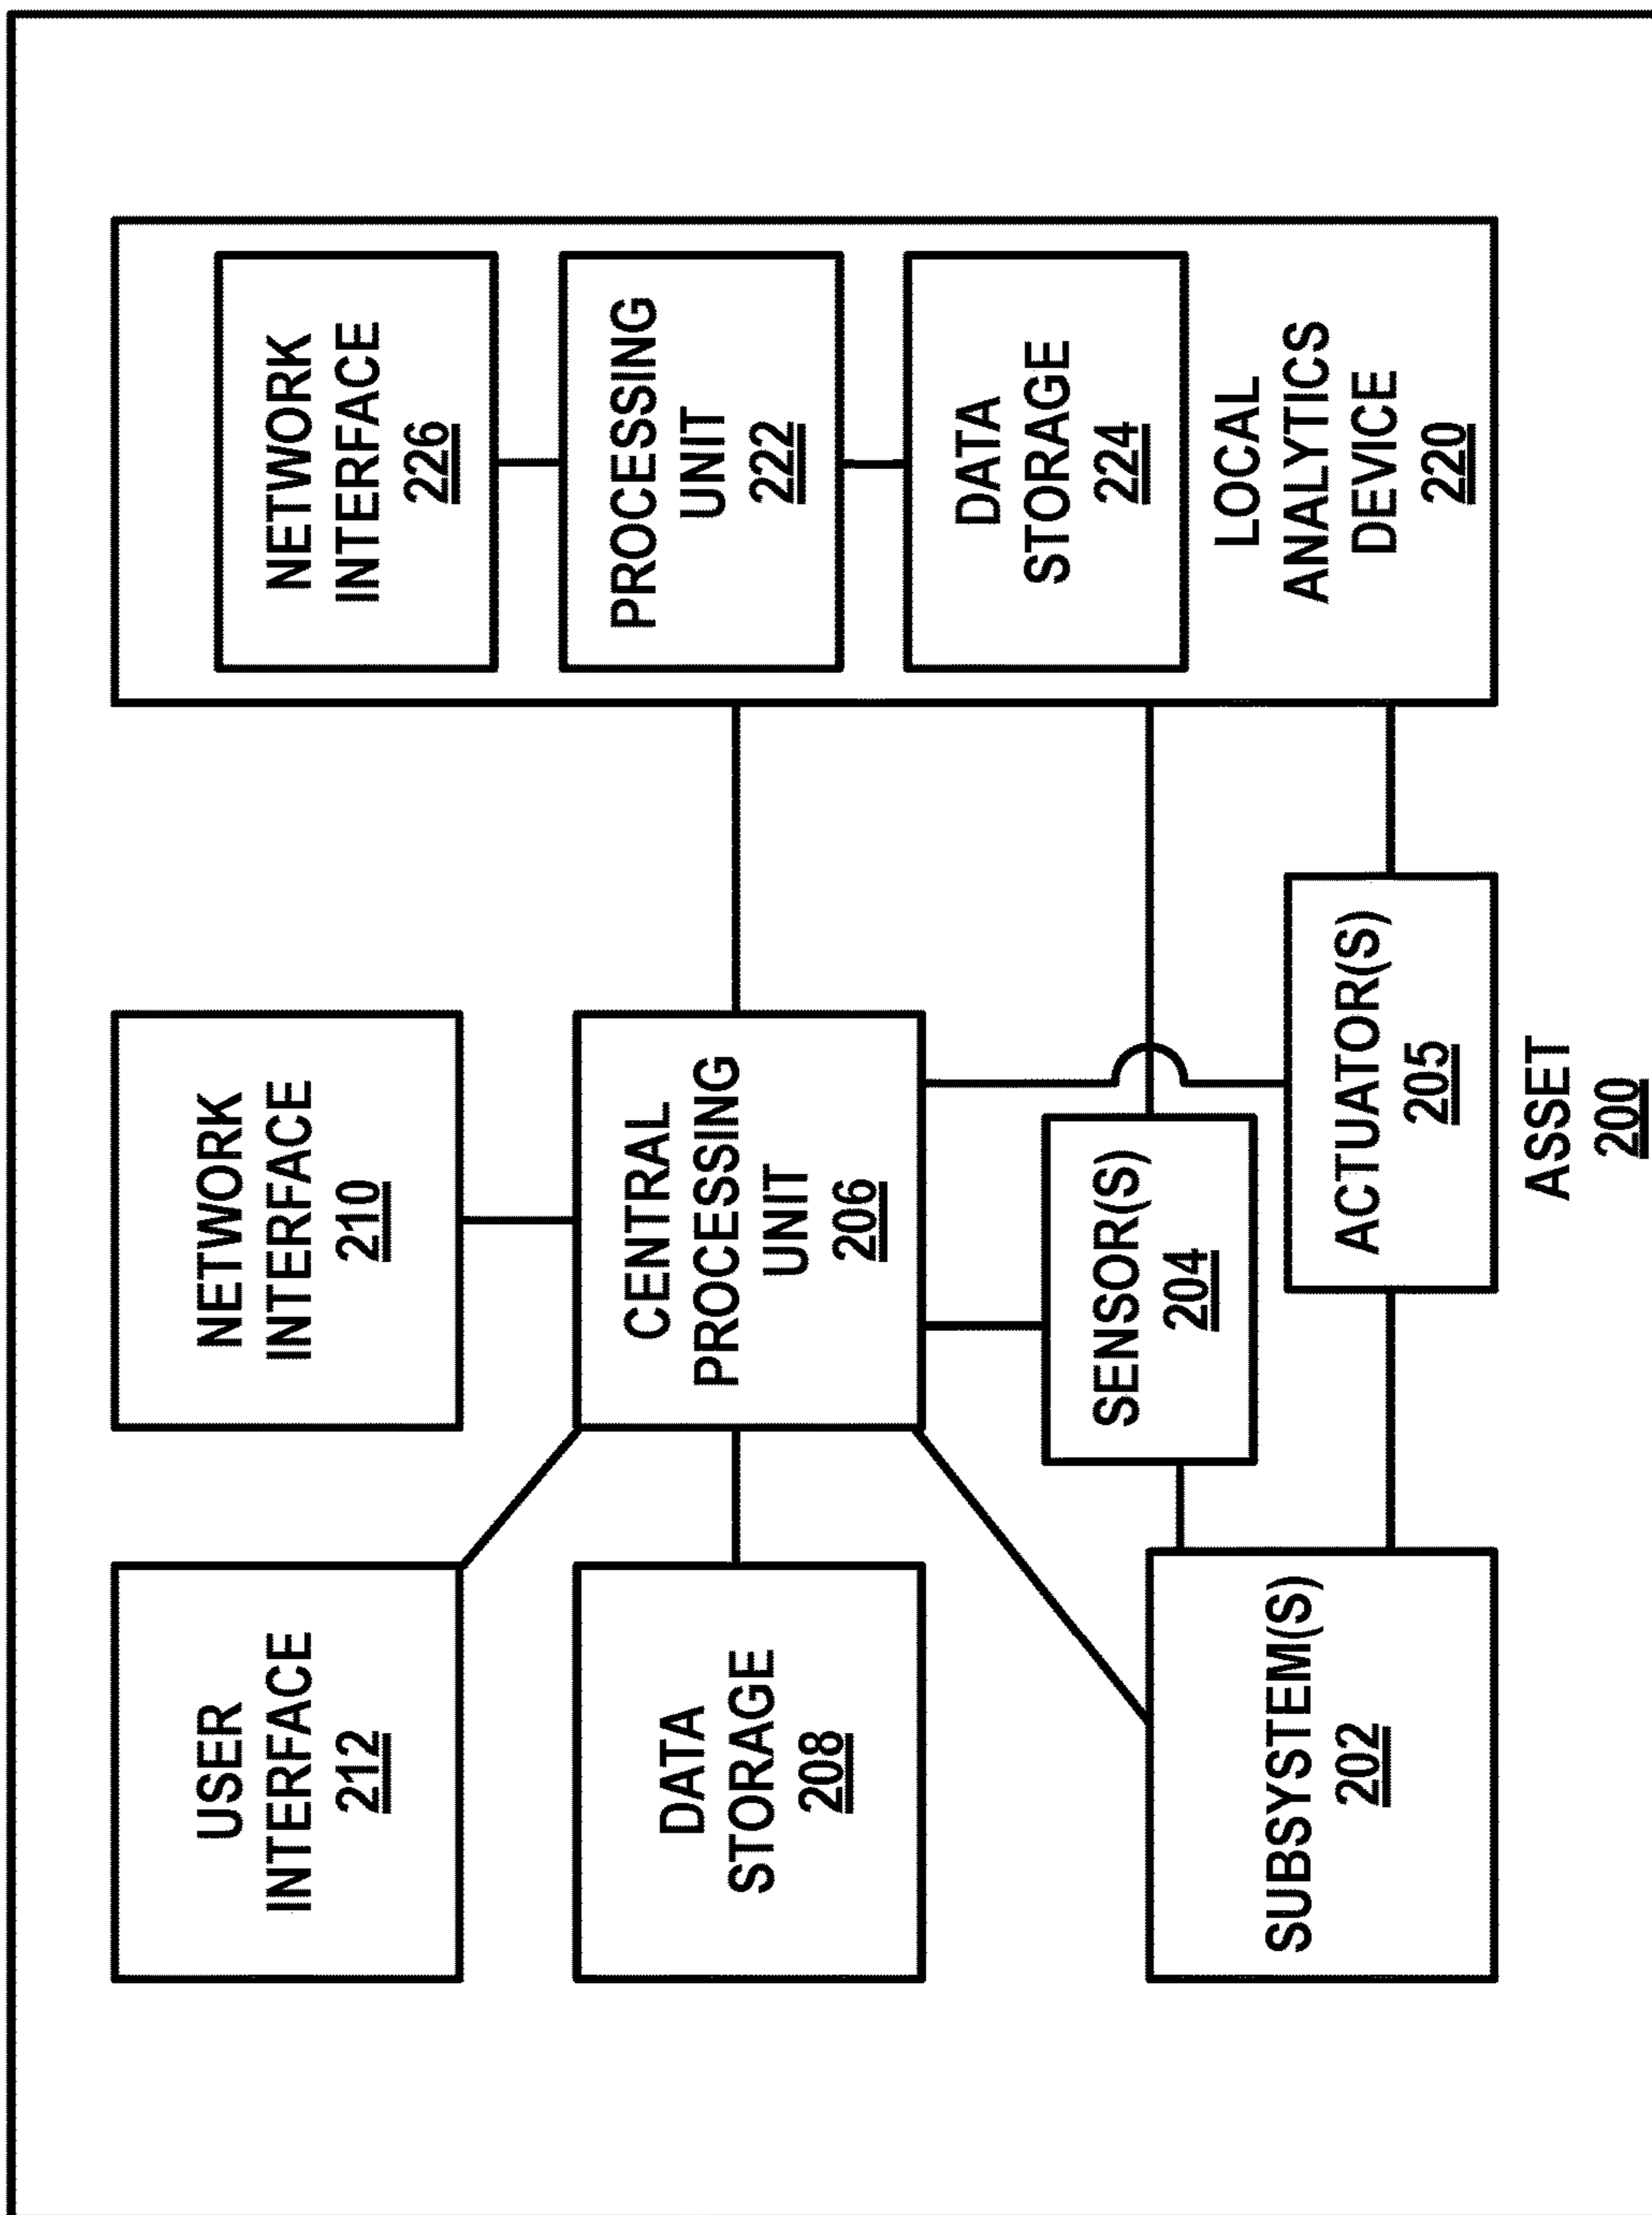 USER
INTERFACE
212
NETWORK
INTERFACE
210
NETWORK
INTERFACE
226
DATA
STORAGE
208
CENTRAL
PROCESSING
UNIT
206
PROCESSING
UNIT
222
DATA
STORAGE
224
SUBSYSTEM(S)
202
SENSOR(S)
204
ACTUATOR(S)
205
LOCAL
ANALYTICS
DEVICE
220
ASSET
200